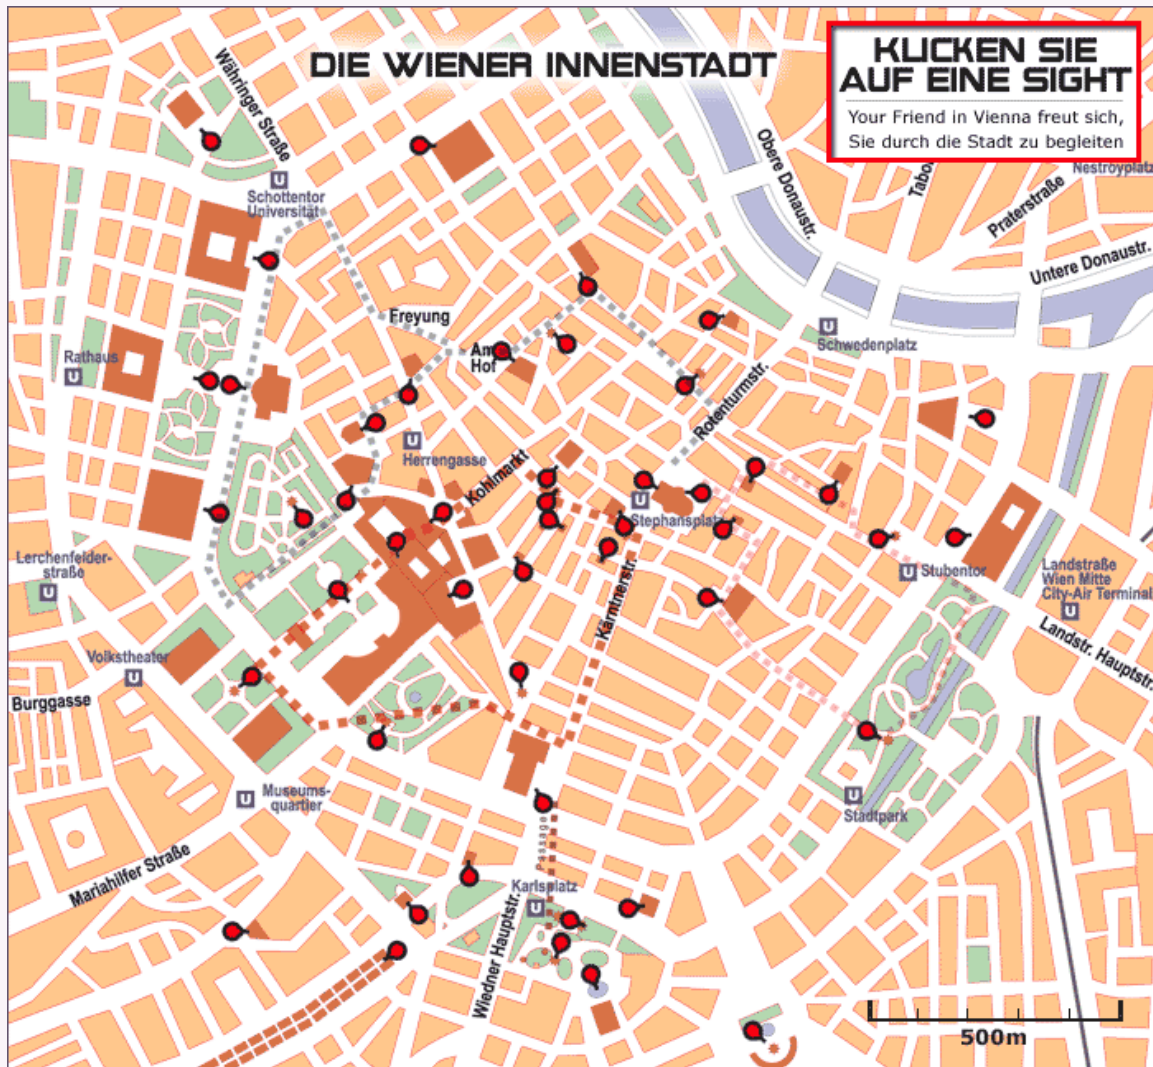 DIE WIENER INNENSTADT
KLICKEN SIE
AUF EINE SIGHT
Your Friend in Vienna freut sich,
Sie durch die Stadt zu begleiten
Währinger Straße
Obere Donaustr.
Tabo
Nestroyplatz
Praterstraße
Untere Donaustr.
U
Schottentor
Universität
Freyung
Am
Hof
U
Schwedenplatz
Rathaus
U
Rotenturmstr.
U
Herrengasse
Kohlmarkt
U
Stephansplatz
Lerchenfelder-
straße
U
U Stubentor
Landstraße
Wien Mitte
City-Air Terminal
U
Kärntnerstr.
Landstr. Hauptstr.
Volkstheater
U
Burggasse
U
Museums-
quartier
U
Stadtpark
Passage
Mariahilfer Straße
Karlsplatz
U
Wiedner Hauptstr.
500m